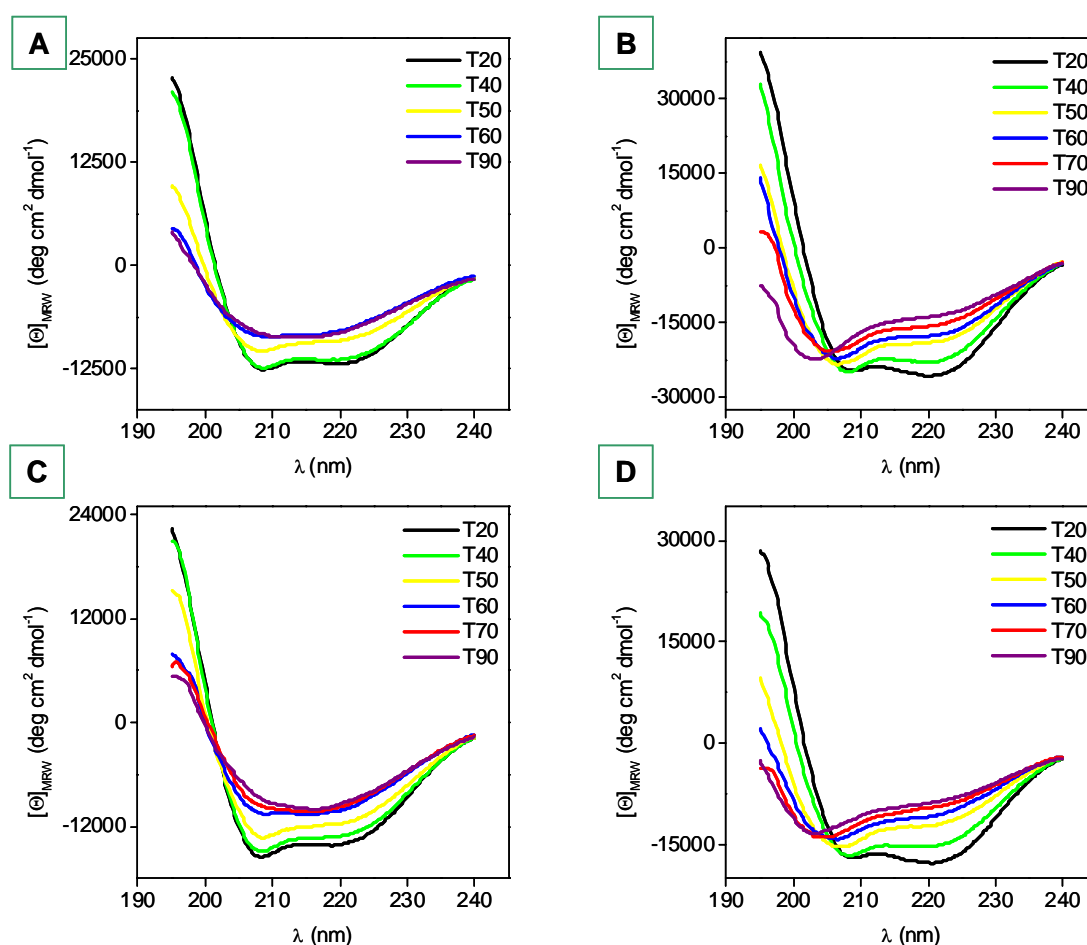 A
[Θ]MRW (deg cm² dmol⁻¹)
25000
12500
0
-12500
T20
T40
T50
T60
T90
190 200 210 220 230 240
λ (nm)
B
[Θ]MRW (deg cm² dmol⁻¹)
30000
15000
0
-15000
-30000
T20
T40
T50
T60
T70
T90
190 200 210 220 230 240
λ (nm)
C
[Θ]MRW (deg cm² dmol⁻¹)
24000
12000
0
-12000
T20
T40
T50
T60
T70
T90
190 200 210 220 230 240
λ (nm)
D
[Θ]MRW (deg cm² dmol⁻¹)
30000
15000
0
-15000
T20
T40
T50
T60
T70
T90
190 200 210 220 230 240
λ (nm)